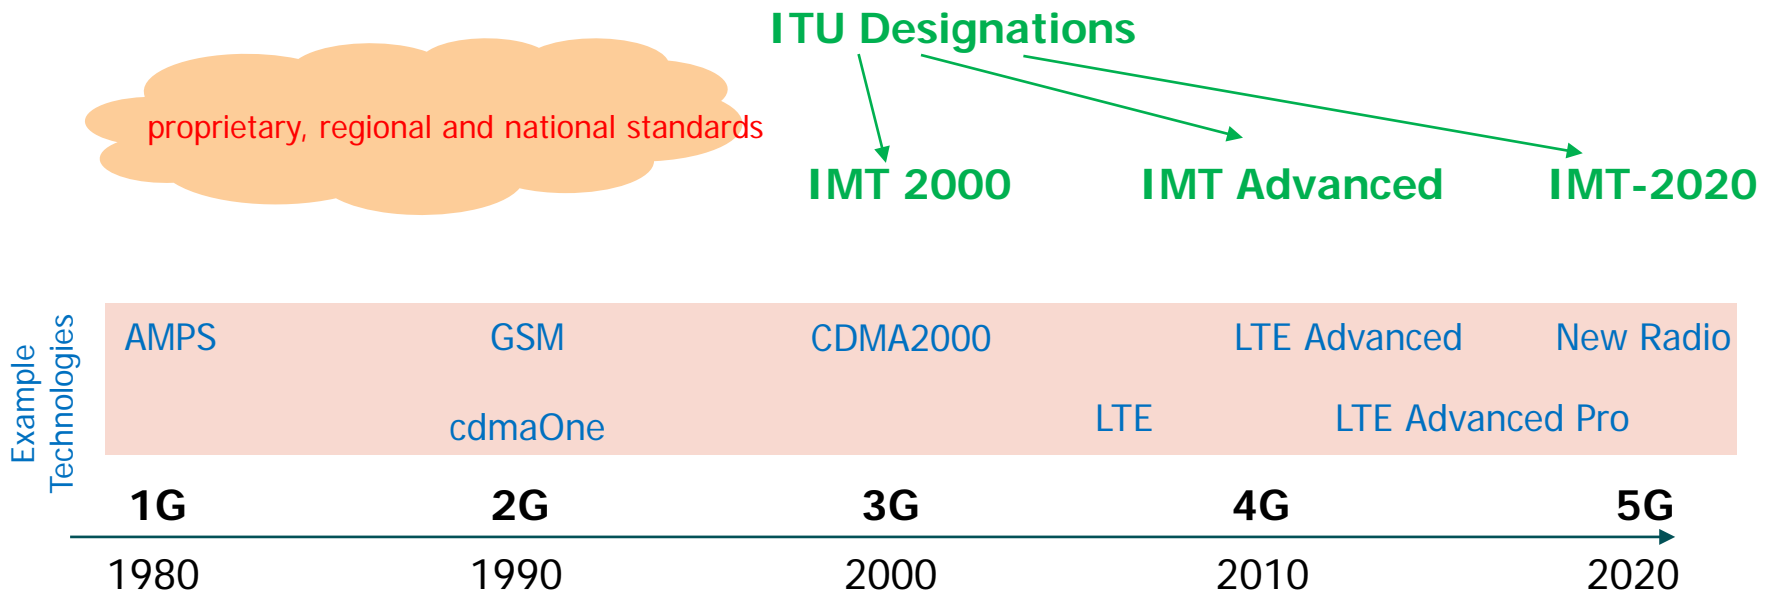 ITU Designations
proprietary, regional and national standards
IMT 2000 IMT Advanced IMT-2020
Example
Technologies
AMPS GSM CDMA2000 LTE Advanced New Radio
cdmaOne LTE LTE Advanced Pro
1G 2G 3G 4G 5G
1980 1990 2000 2010 2020